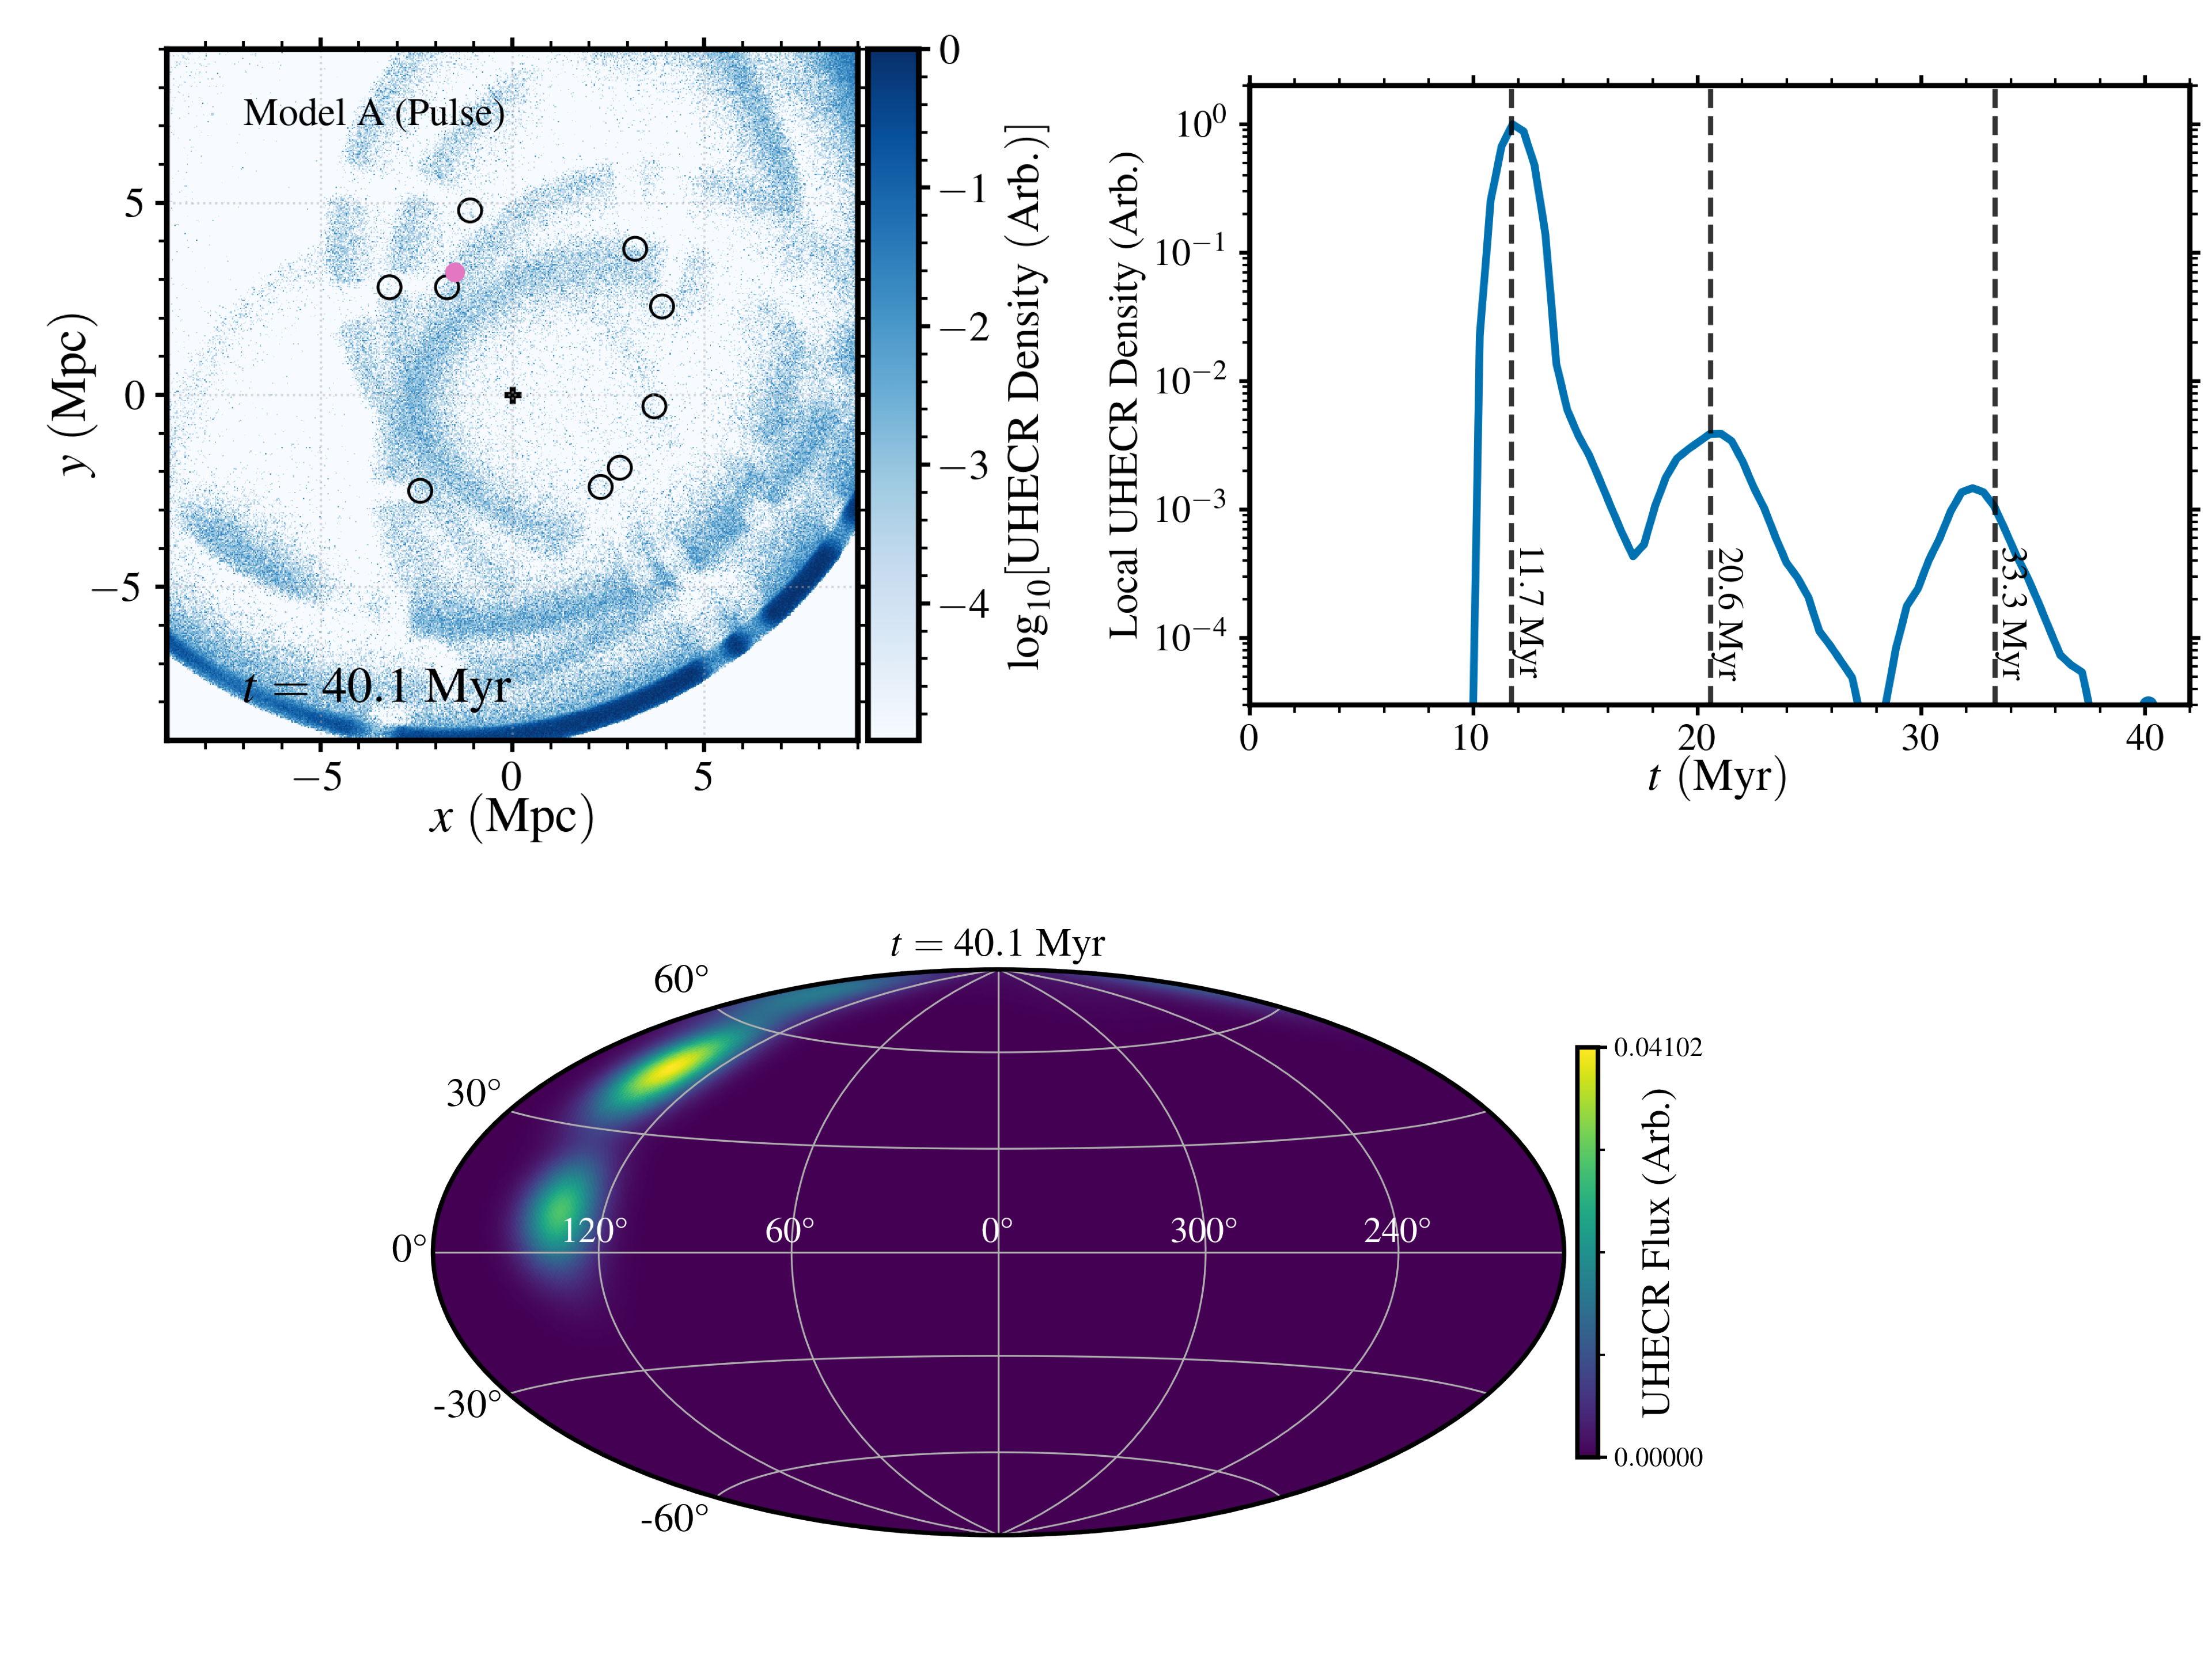 Model A (Pulse)
t = 40.1 Myr
5
0
−5
y (Mpc)
−5
0
5
x (Mpc)
0
−1
−2
−3
−4
log10[UHECR Density (Arb.)]
10^0
10^−1
10^−2
10^−3
10^−4
Local UHECR Density (Arb.)
11.7 Myr
20.6 Myr
33.3 Myr
0
10
20
30
40
t (Myr)
t = 40.1 Myr
60°
30°
0°
-30°
-60°
120°
60°
0°
300°
240°
0.04102
0.00000
UHECR Flux (Arb.)